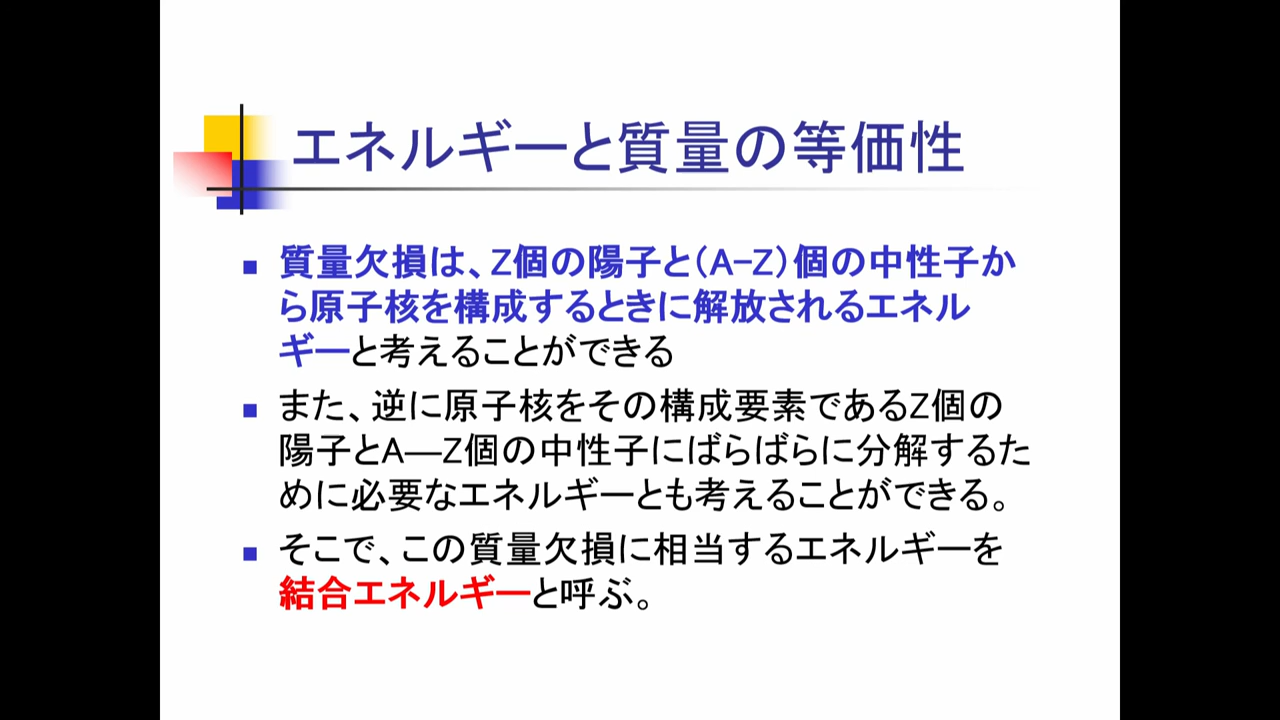 エネルギーと質量の等価性
質量欠損は、Z個の陽子と（A−Z）個の中性子か
ら原子核を構成するときに解放されるエネル
ギーと考えることができる
また、逆に原子核をその構成要素であるZ個の
陽子とA―Z個の中性子にばらばらに分解するた
めに必要なエネルギーとも考えることができる。
そこで、この質量欠損に相当するエネルギーを
結合エネルギーと呼ぶ。